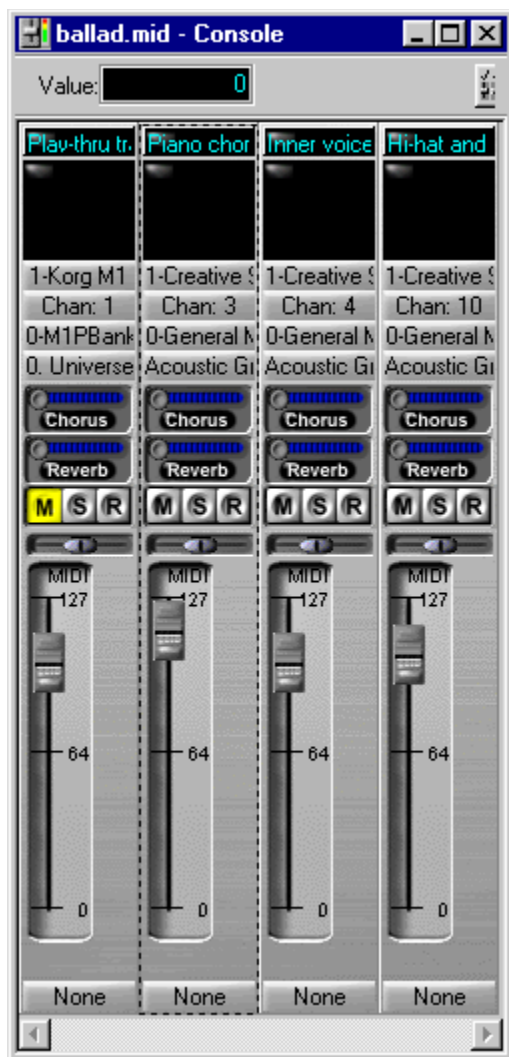 ballad.mid - Console
Value: 0
Play-thru tr. Piano chor Inner voice Hi-hat and
1-Korg M1 1-Creative S 1-Creative S 1-Creative S
Chan: 1 Chan: 3 Chan: 4 Chan: 10
0-M1PBank 0-General M 0-General M 0-General M
0. Universe Acoustic Gr Acoustic Gr Acoustic Gr
Chorus Chorus Chorus Chorus
Reverb Reverb Reverb Reverb
M S R M S R M S R M S R
MIDI MIDI MIDI MIDI
127 127 127 127
64 64 64 64
0 0 0 0
None None None None